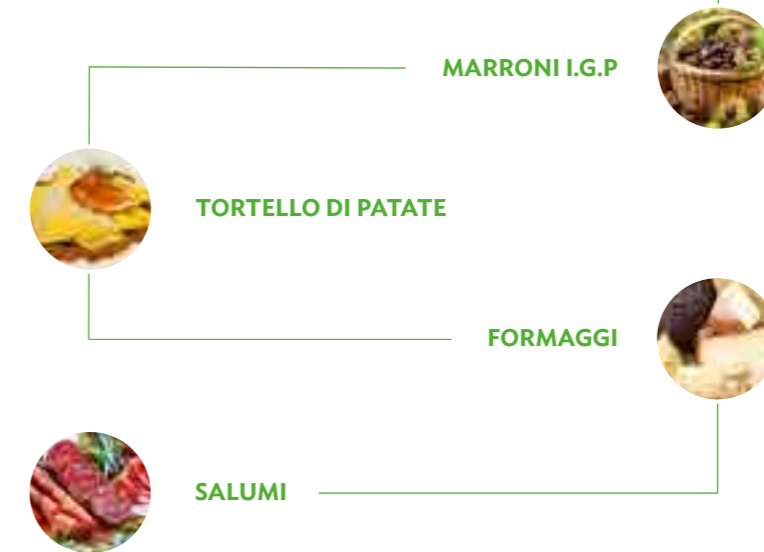 MARRONI I.G.P
TORTELLO DI PATATE
FORMAGGI
SALUMI